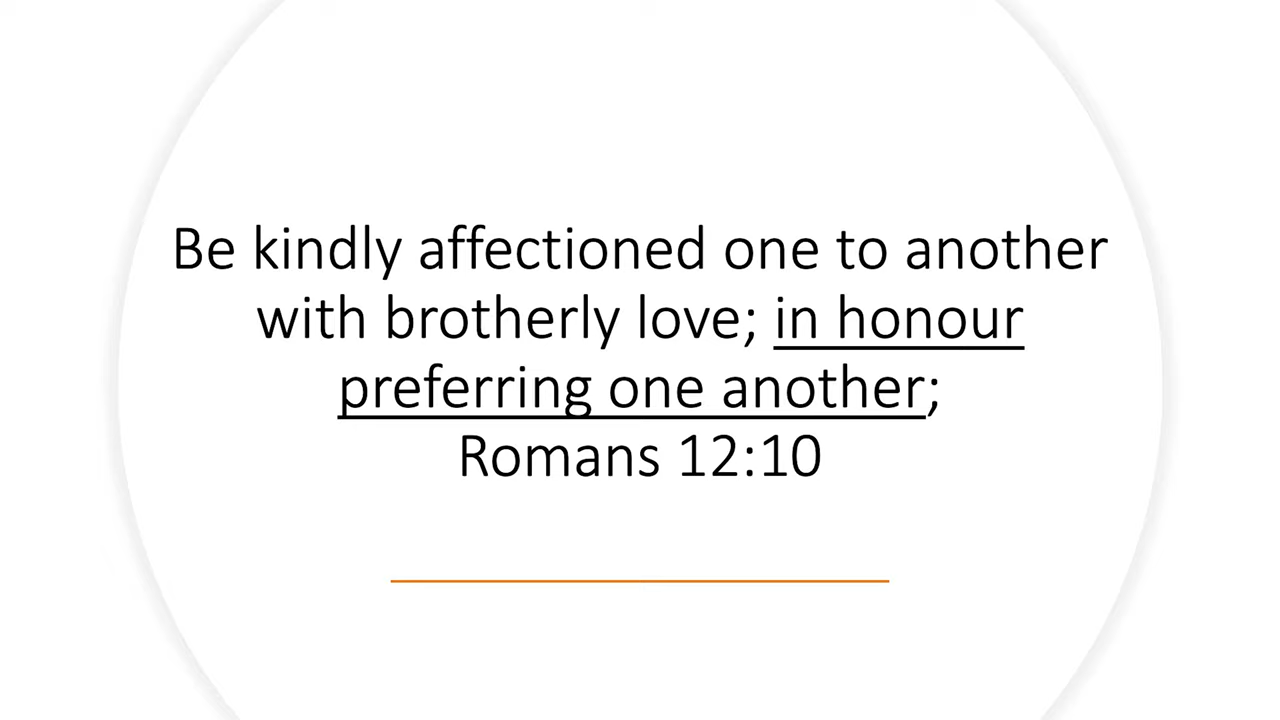 Be kindly affectioned one to another
with brotherly love; in honour
preferring one another;
Romans 12:10